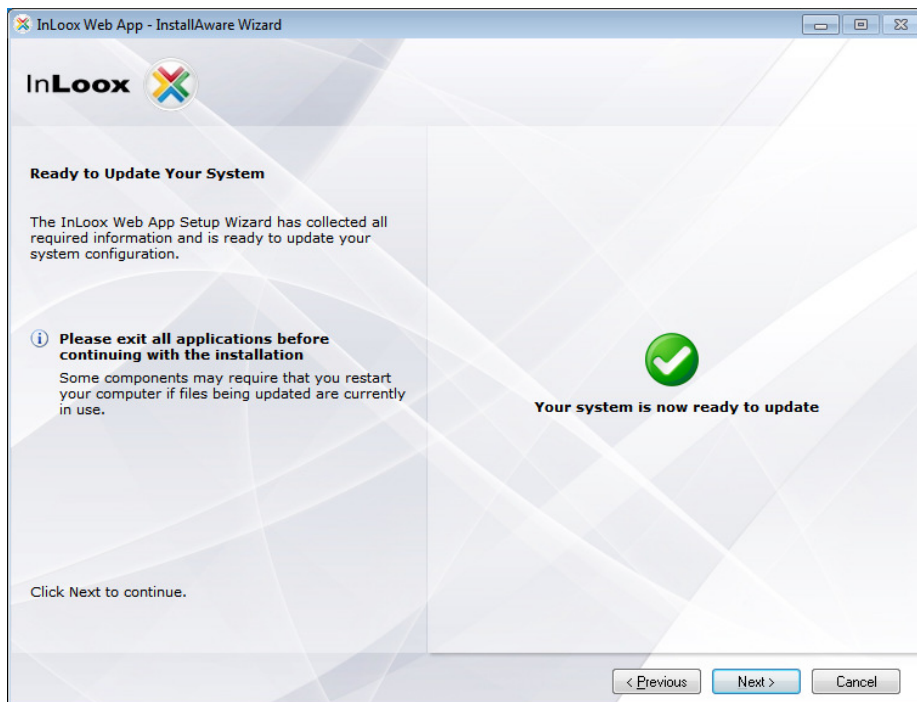 InLoox Web App - InstallAware Wizard
InLoox
Ready to Update Your System
The InLoox Web App Setup Wizard has collected all
required information and is ready to update your
system configuration.
Please exit all applications before
continuing with the installation
Some components may require that you restart
your computer if files being updated are currently
in use.
Your system is now ready to update
Click Next to continue.
< Previous
Next >
Cancel